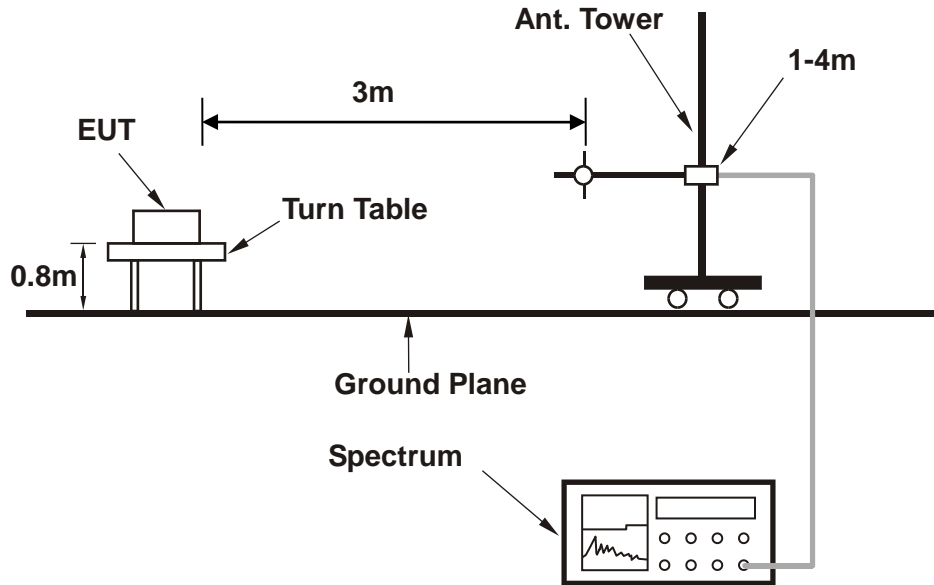 Ant. Tower
1-4m
3m
EUT
Turn Table
0.8m
Ground Plane
Spectrum